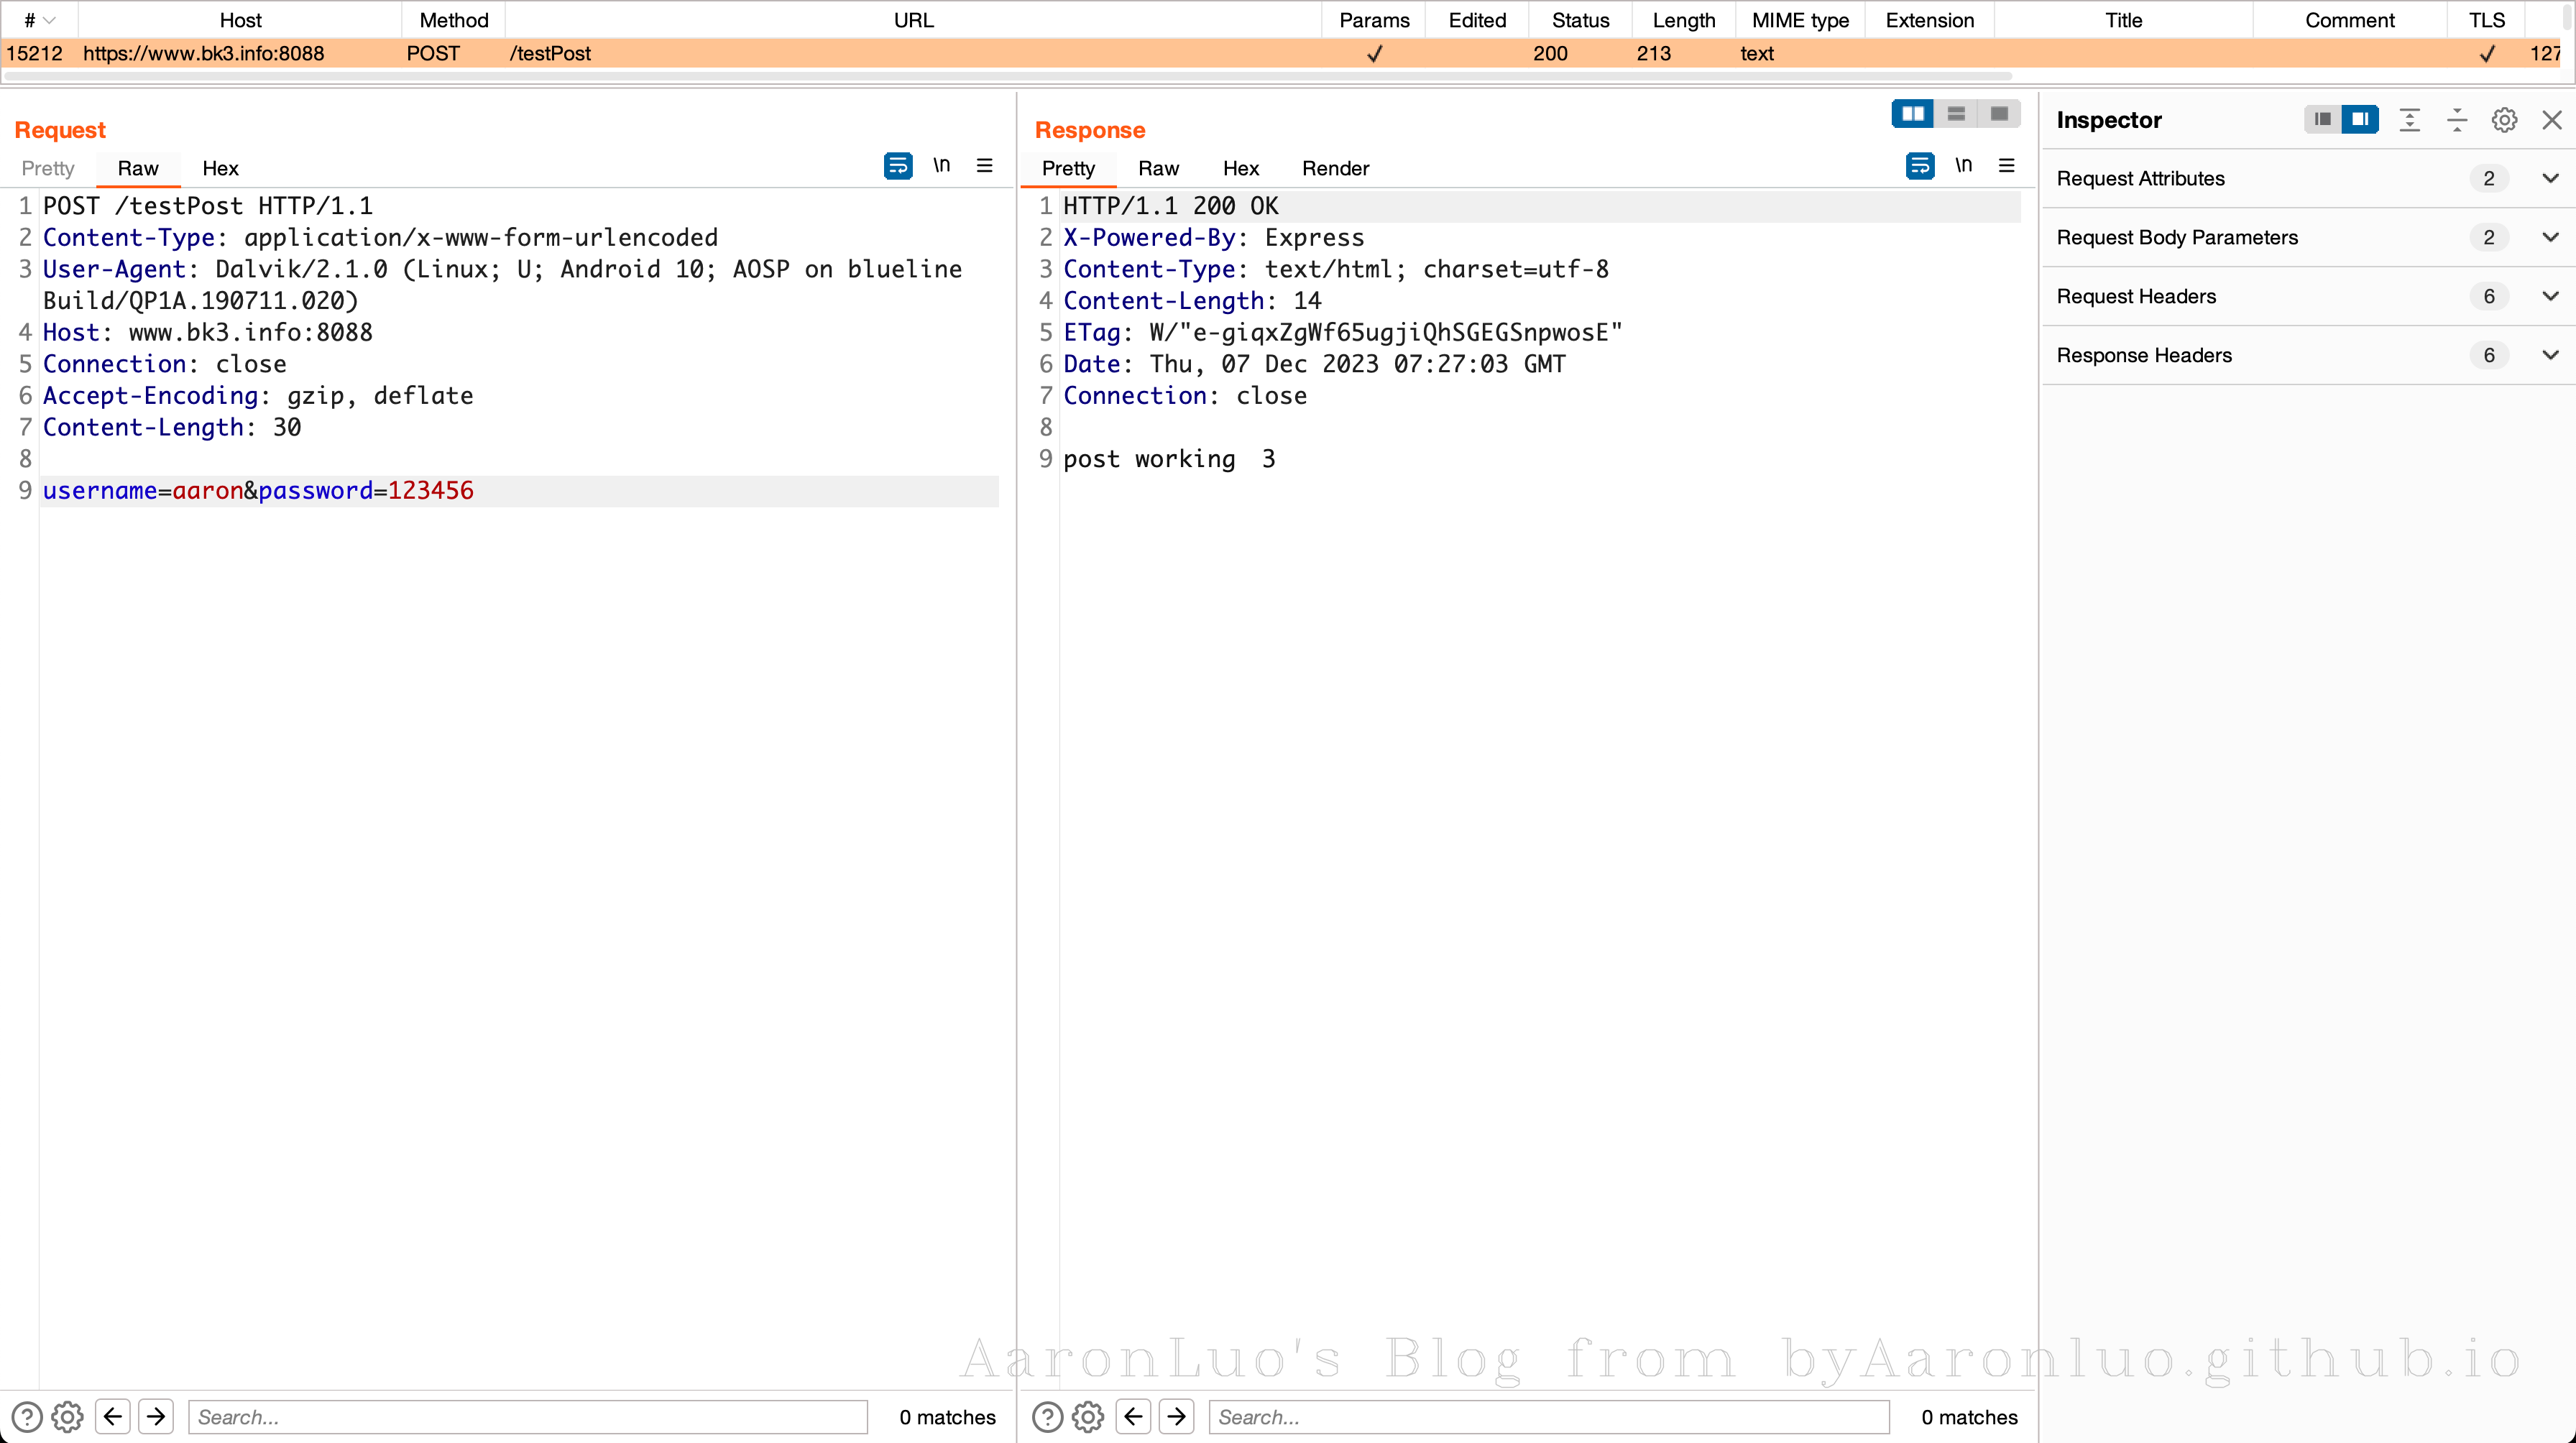 # Host Method URL Params Edited Status Length MIME type Extension Title Comment TLS
15212 https://www.bk3.info:8088 POST /testPost ✓ 200 213 text ✓ 127
Request
Pretty Raw Hex \n
1 POST /testPost HTTP/1.1
2 Content-Type: application/x-www-form-urlencoded
3 User-Agent: Dalvik/2.1.0 (Linux; U; Android 10; AOSP on blueline
Build/QP1A.190711.020)
4 Host: www.bk3.info:8088
5 Connection: close
6 Accept-Encoding: gzip, deflate
7 Content-Length: 30
8
9 username=aaron&password=123456
Response
Pretty Raw Hex Render \n
1 HTTP/1.1 200 OK
2 X-Powered-By: Express
3 Content-Type: text/html; charset=utf-8
4 Content-Length: 14
5 ETag: W/"e-giqxZgWf65ugjiQhSGEGSnpwosE"
6 Date: Thu, 07 Dec 2023 07:27:03 GMT
7 Connection: close
8
9 post working 3
Inspector
Request Attributes 2
Request Body Parameters 2
Request Headers 6
Response Headers 6
AaronLuo's Blog from byAaronluo.github.io
Search... 0 matches
Search... 0 matches